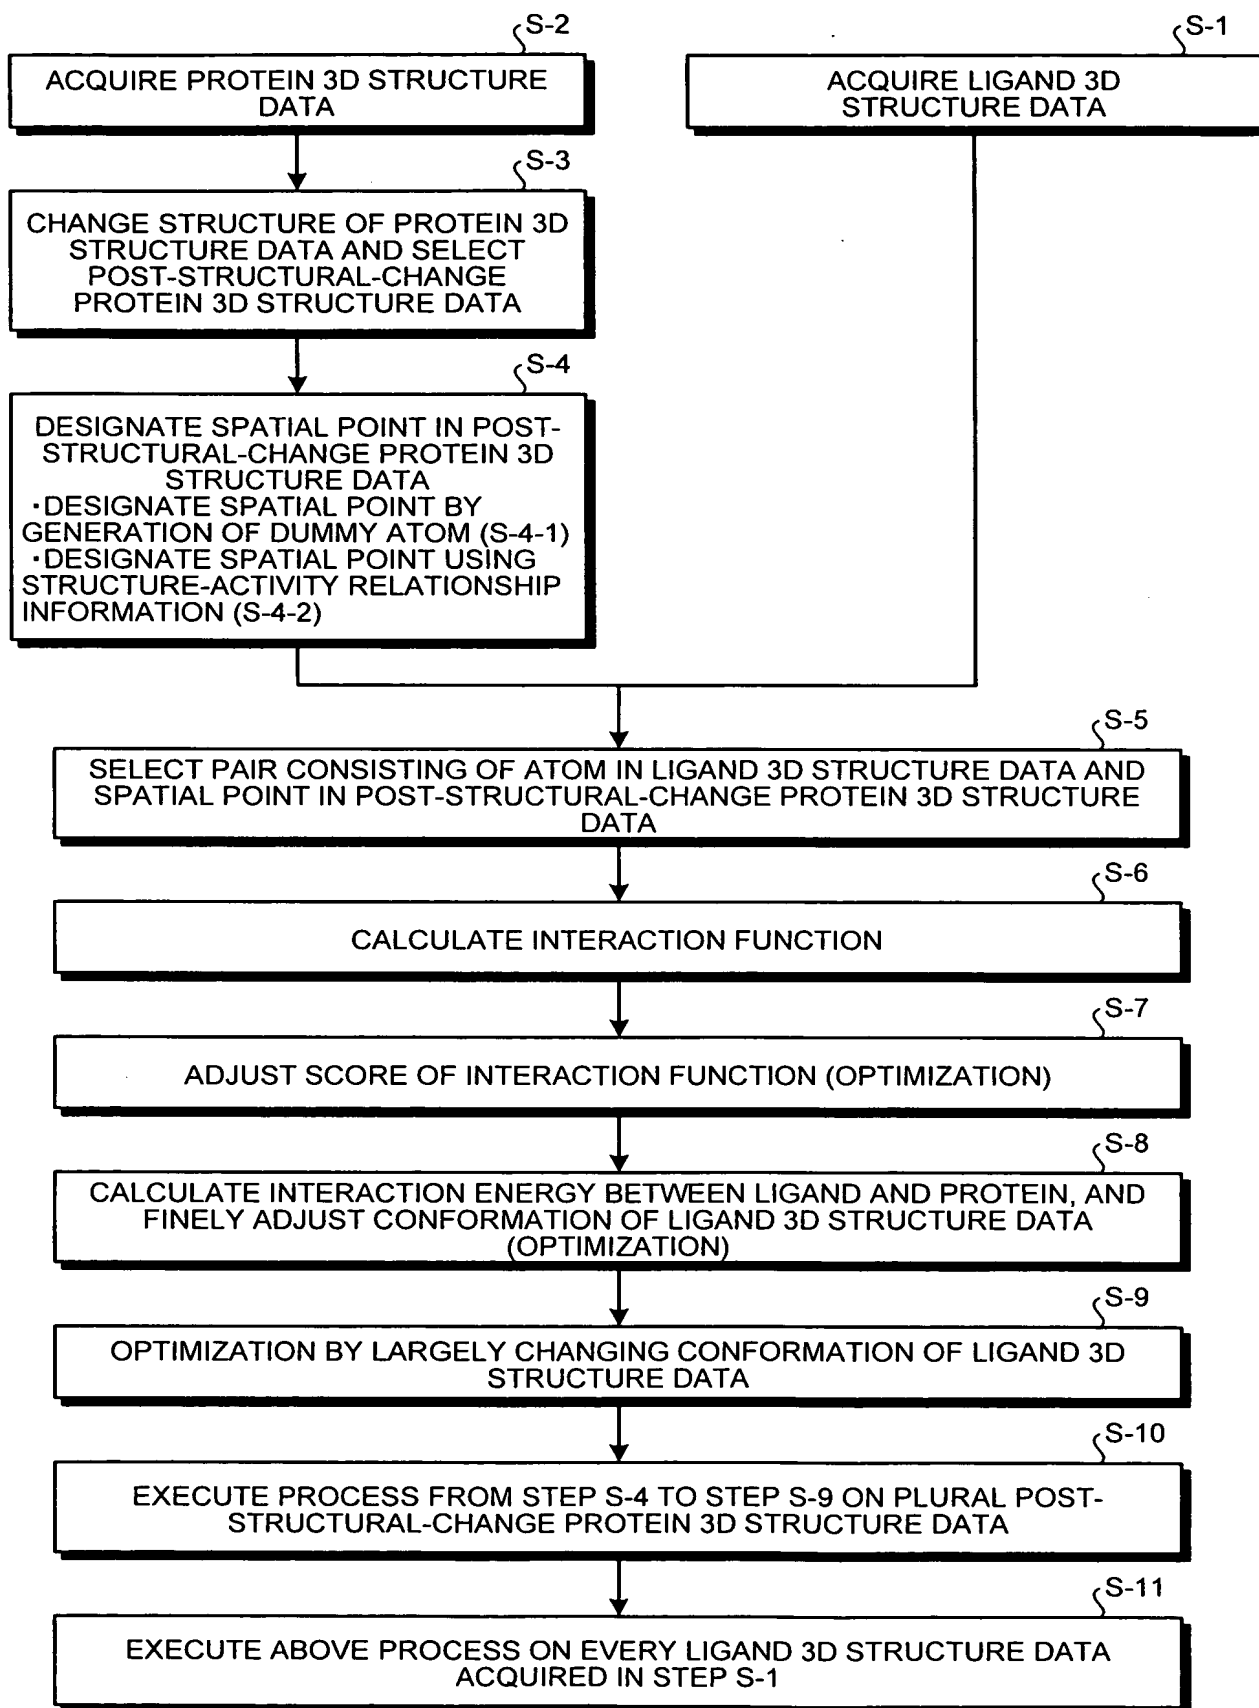 S-2
ACQUIRE PROTEIN 3D STRUCTURE
DATA
S-1
ACQUIRE LIGAND 3D
STRUCTURE DATA
S-3
CHANGE STRUCTURE OF PROTEIN 3D
STRUCTURE DATA AND SELECT
POST-STRUCTURAL-CHANGE
PROTEIN 3D STRUCTURE DATA
S-4
DESIGNATE SPATIAL POINT IN POST-
STRUCTURAL-CHANGE PROTEIN 3D
STRUCTURE DATA
・DESIGNATE SPATIAL POINT BY
GENERATION OF DUMMY ATOM (S-4-1)
・DESIGNATE SPATIAL POINT USING
STRUCTURE-ACTIVITY RELATIONSHIP
INFORMATION (S-4-2)
S-5
SELECT PAIR CONSISTING OF ATOM IN LIGAND 3D STRUCTURE DATA AND
SPATIAL POINT IN POST-STRUCTURAL-CHANGE PROTEIN 3D STRUCTURE
DATA
S-6
CALCULATE INTERACTION FUNCTION
S-7
ADJUST SCORE OF INTERACTION FUNCTION (OPTIMIZATION)
S-8
CALCULATE INTERACTION ENERGY BETWEEN LIGAND AND PROTEIN, AND
FINELY ADJUST CONFORMATION OF LIGAND 3D STRUCTURE DATA
(OPTIMIZATION)
S-9
OPTIMIZATION BY LARGELY CHANGING CONFORMATION OF LIGAND 3D
STRUCTURE DATA
S-10
EXECUTE PROCESS FROM STEP S-4 TO STEP S-9 ON PLURAL POST-
STRUCTURAL-CHANGE PROTEIN 3D STRUCTURE DATA
S-11
EXECUTE ABOVE PROCESS ON EVERY LIGAND 3D STRUCTURE DATA
ACQUIRED IN STEP S-1